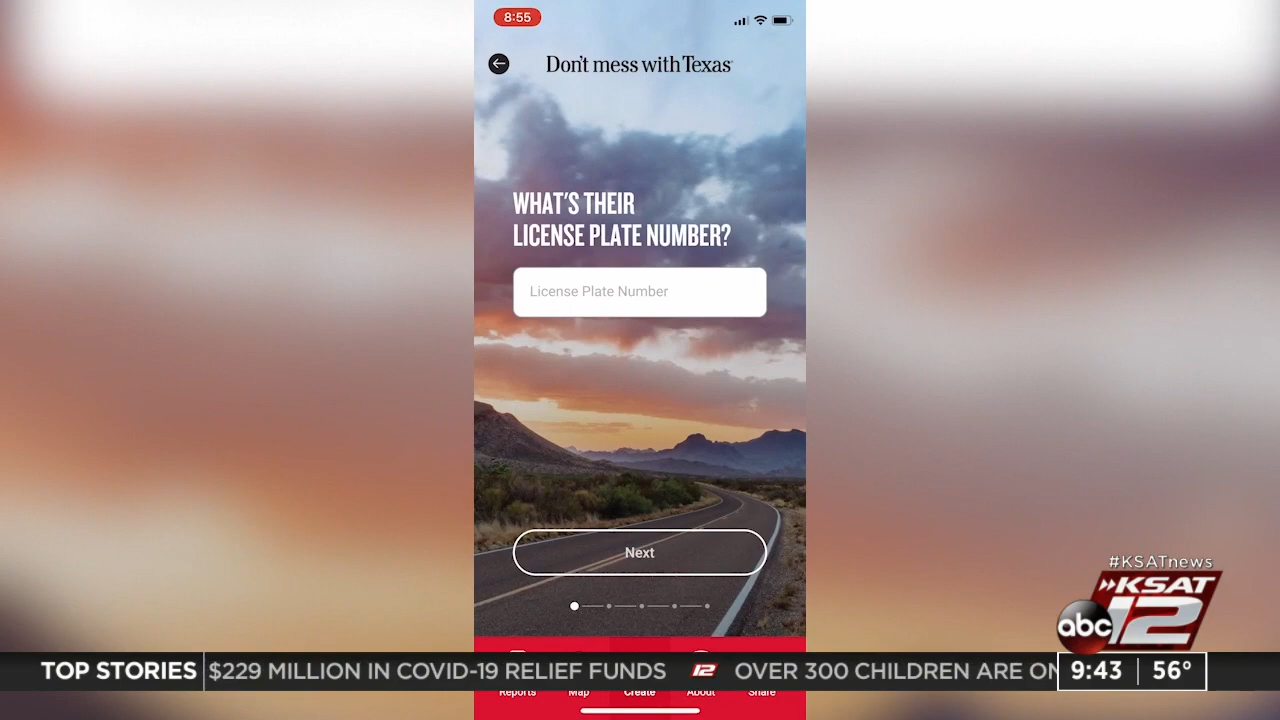 8:55
Don't mess with Texas
WHAT'S THEIR
LICENSE PLATE NUMBER?
License Plate Number
Next
#KSATnews
KSAT
abc 12
TOP STORIES $229 MILLION IN COVID-19 RELIEF FUNDS 12 OVER 300 CHILDREN ARE ON 9:43 56°
Reports Map Create About Share